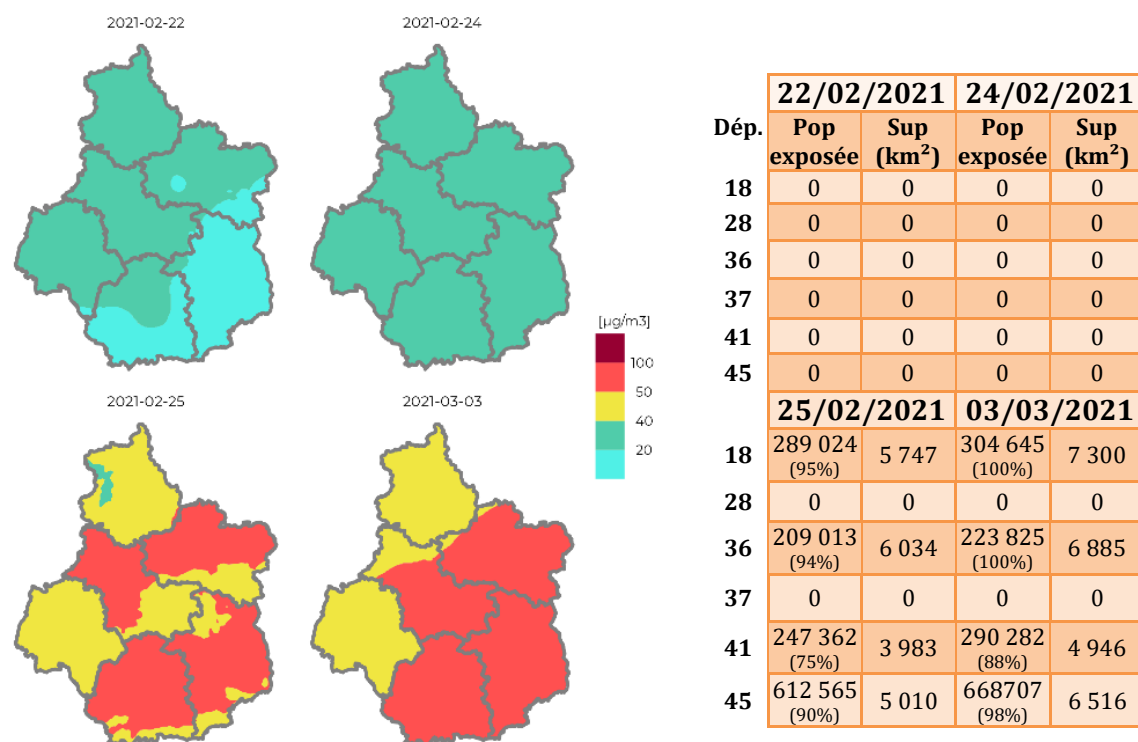 2021-02-22
2021-02-24
2021-02-25
2021-03-03
[µg/m3]
100
50
40
20
22/02/2021 24/02/2021
Dép. Pop exposée Sup (km²) Pop exposée Sup (km²)
18 0 0 0 0
28 0 0 0 0
36 0 0 0 0
37 0 0 0 0
41 0 0 0 0
45 0 0 0 0
25/02/2021 03/03/2021
18 289 024 (95%) 5 747 304 645 (100%) 7 300
28 0 0 0 0
36 209 013 (94%) 6 034 223 825 (100%) 6 885
37 0 0 0 0
41 247 362 (75%) 3 983 290 282 (88%) 4 946
45 612 565 (90%) 5 010 668707 (98%) 6 516